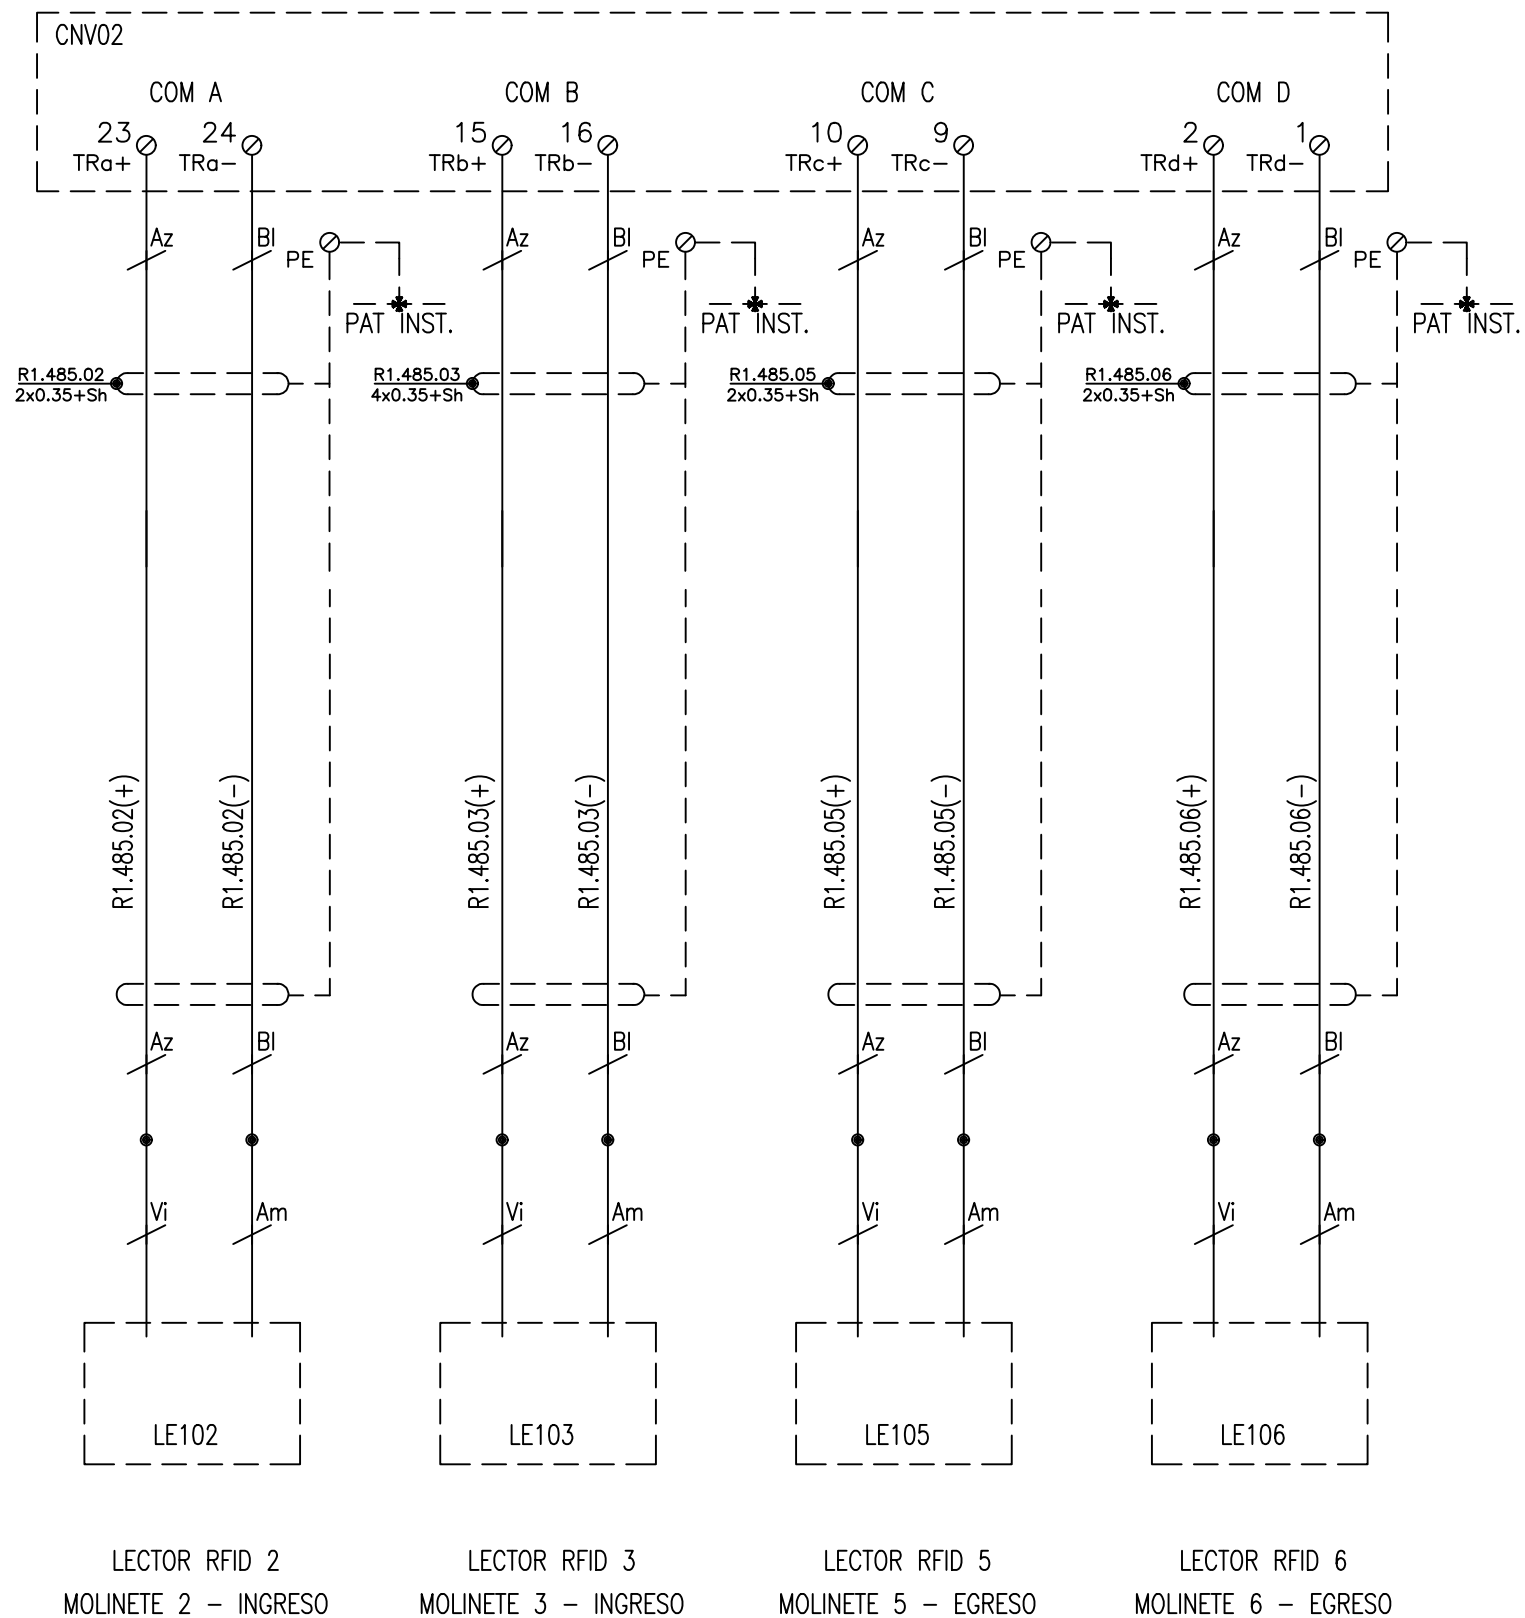 CNV02
COM A COM B COM C COM D
23 24 15 16 10 9 2 1
TRa+ TRa- TRb+ TRb- TRc+ TRc- TRd+ TRd-
Az Bl Az Bl Az Bl Az Bl
PE PE PE PE
PAT INST. PAT INST. PAT INST. PAT INST.
R1.485.02 R1.485.03 R1.485.05 R1.485.06
2x0.35+Sh 4x0.35+Sh 2x0.35+Sh 2x0.35+Sh
R1.485.02(+) R1.485.02(-) R1.485.03(+) R1.485.03(-) R1.485.05(+) R1.485.05(-) R1.485.06(+) R1.485.06(-)
Az Bl Az Bl Az Bl Az Bl
Vi Am Vi Am Vi Am Vi Am
LE102 LE103 LE105 LE106
LECTOR RFID 2 LECTOR RFID 3 LECTOR RFID 5 LECTOR RFID 6
MOLINETE 2 - INGRESO MOLINETE 3 - INGRESO MOLINETE 5 - EGRESO MOLINETE 6 - EGRESO